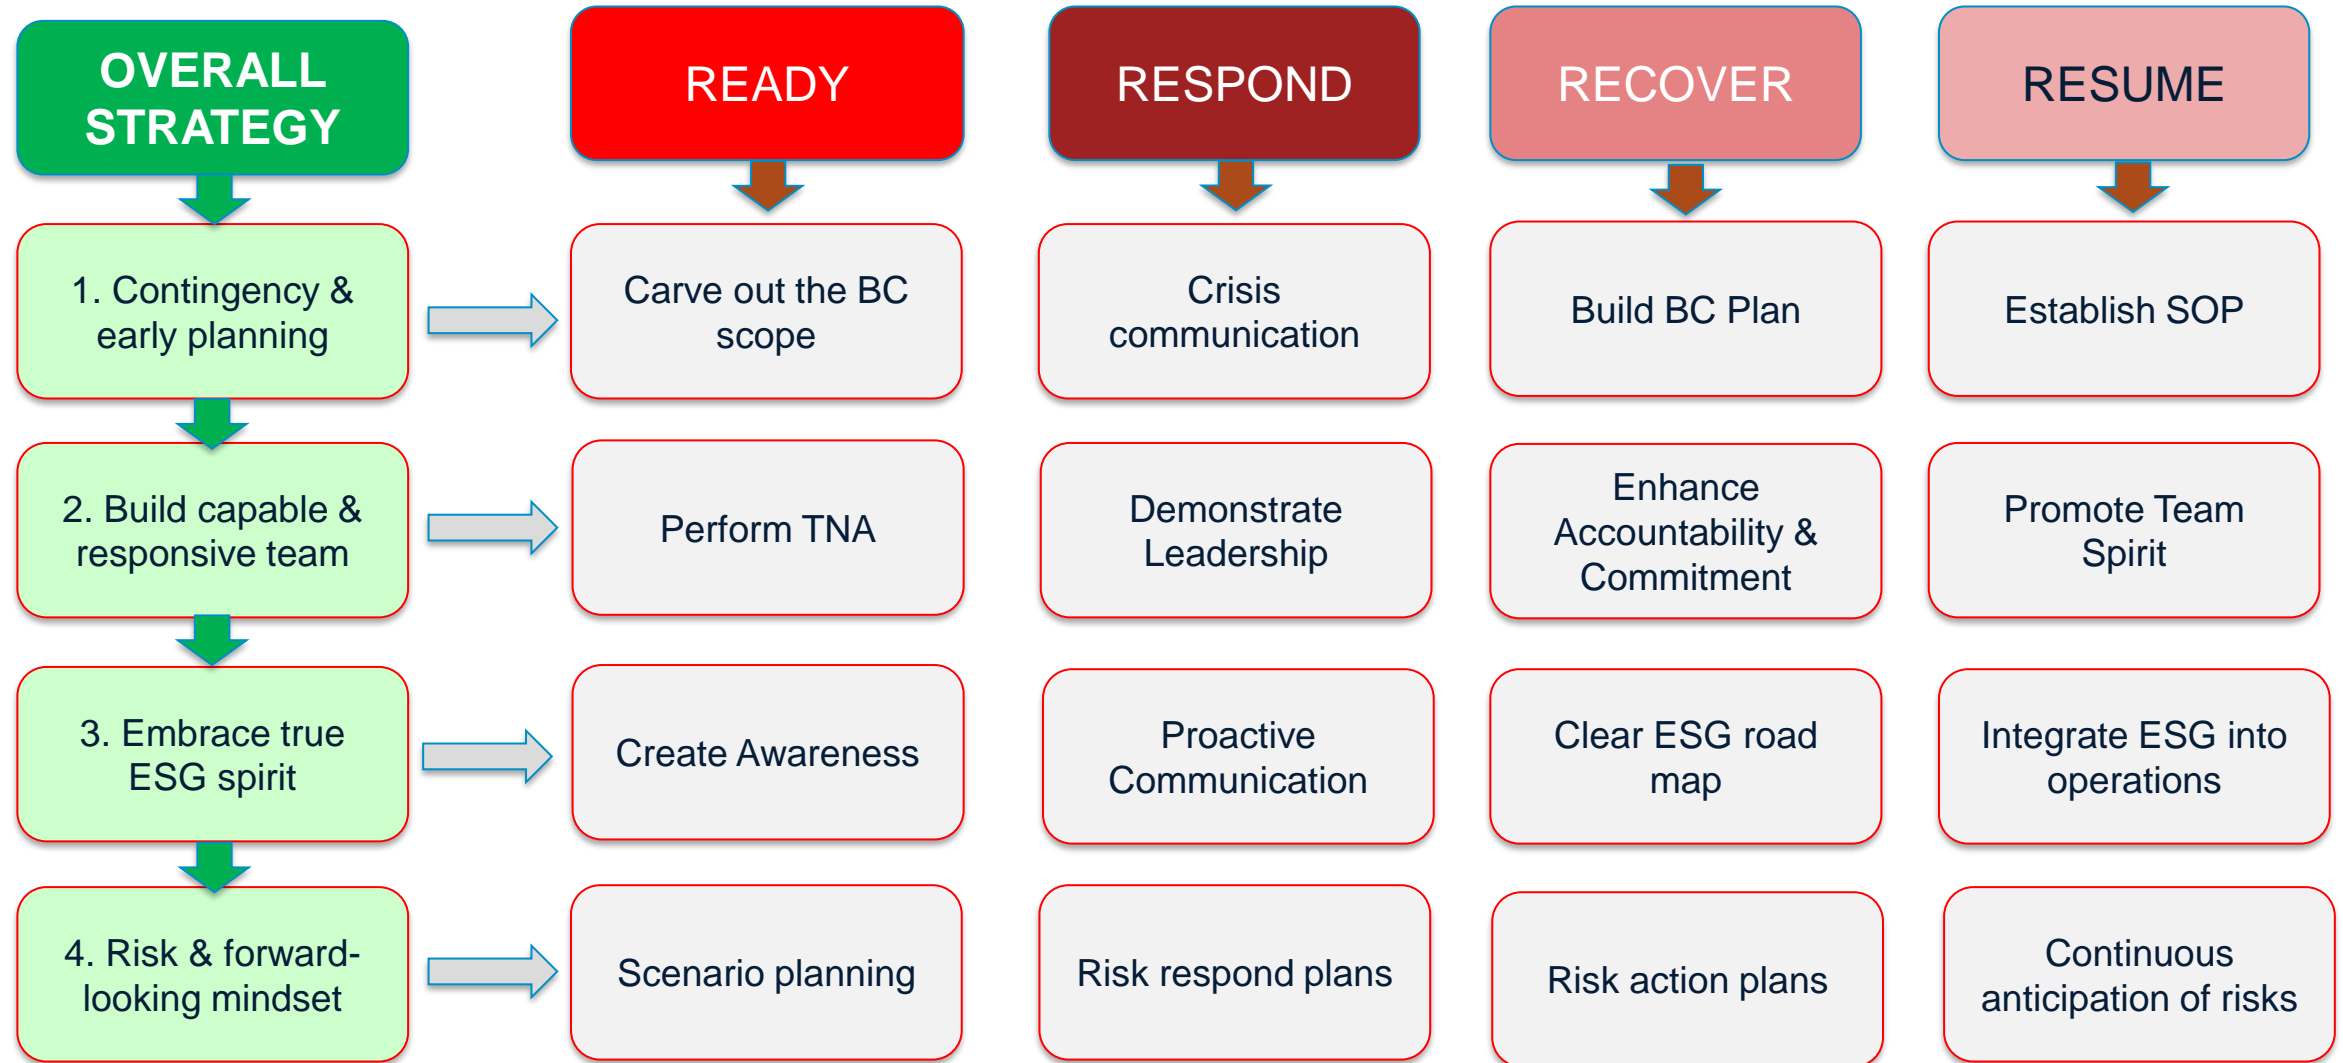 OVERALL
STRATEGY
READY
RESPOND
RECOVER
RESUME
1. Contingency &
early planning
Carve out the BC
scope
Crisis
communication
Build BC Plan
Establish SOP
2. Build capable &
responsive team
Perform TNA
Demonstrate
Leadership
Enhance
Accountability &
Commitment
Promote Team
Spirit
3. Embrace true
ESG spirit
Create Awareness
Proactive
Communication
Clear ESG road
map
Integrate ESG into
operations
4. Risk & forward-
looking mindset
Scenario planning
Risk respond plans
Risk action plans
Continuous
anticipation of risks